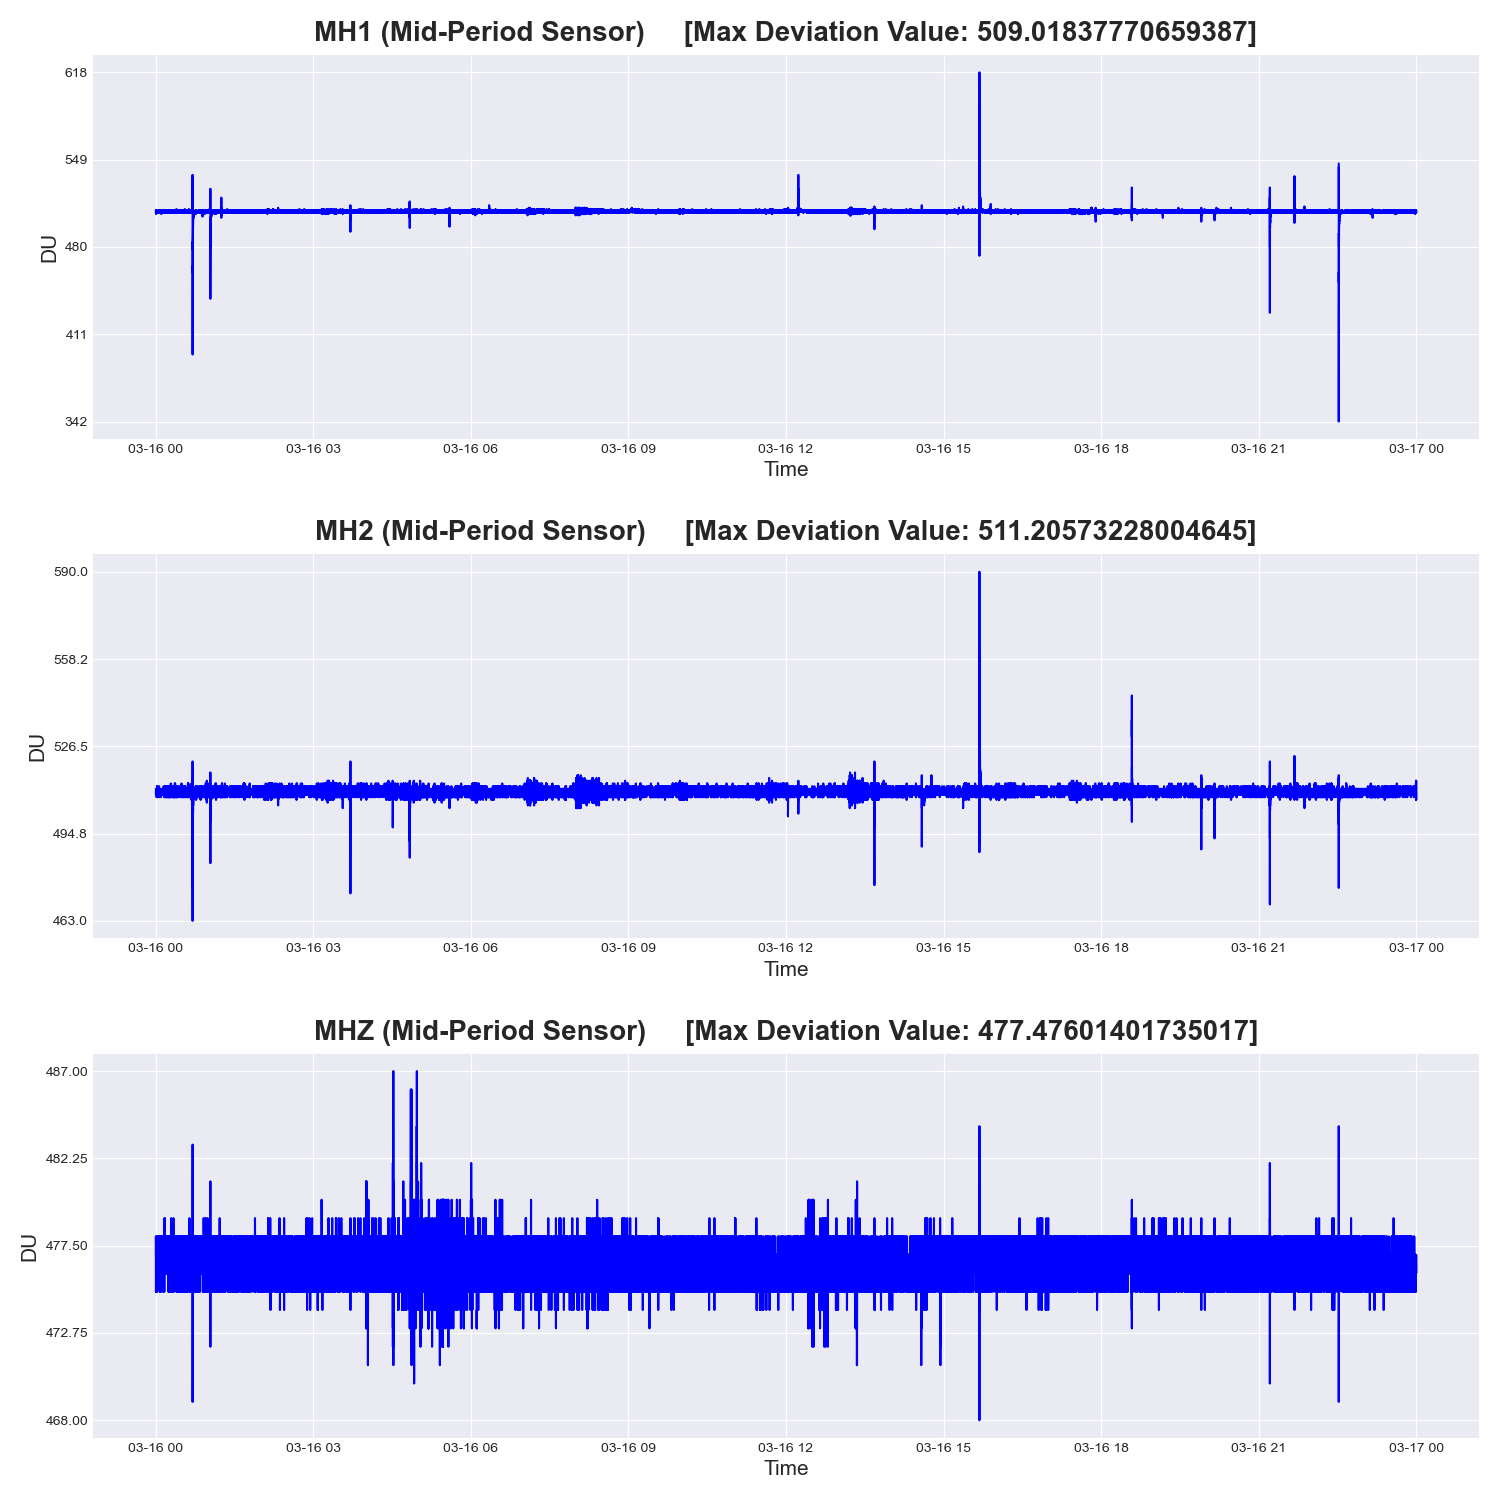 MH1 (Mid-Period Sensor) [Max Deviation Value: 509.01837770659387]
618
549
480
411
342
DU
03-16 00 03-16 03 03-16 06 03-16 09 03-16 12 03-16 15 03-16 18 03-16 21 03-17 00
Time
MH2 (Mid-Period Sensor) [Max Deviation Value: 511.20573228004645]
590.0
558.2
526.5
494.8
463.0
DU
03-16 00 03-16 03 03-16 06 03-16 09 03-16 12 03-16 15 03-16 18 03-16 21 03-17 00
Time
MHZ (Mid-Period Sensor) [Max Deviation Value: 477.47601401735017]
487.00
482.25
477.50
472.75
468.00
DU
03-16 00 03-16 03 03-16 06 03-16 09 03-16 12 03-16 15 03-16 18 03-16 21 03-17 00
Time